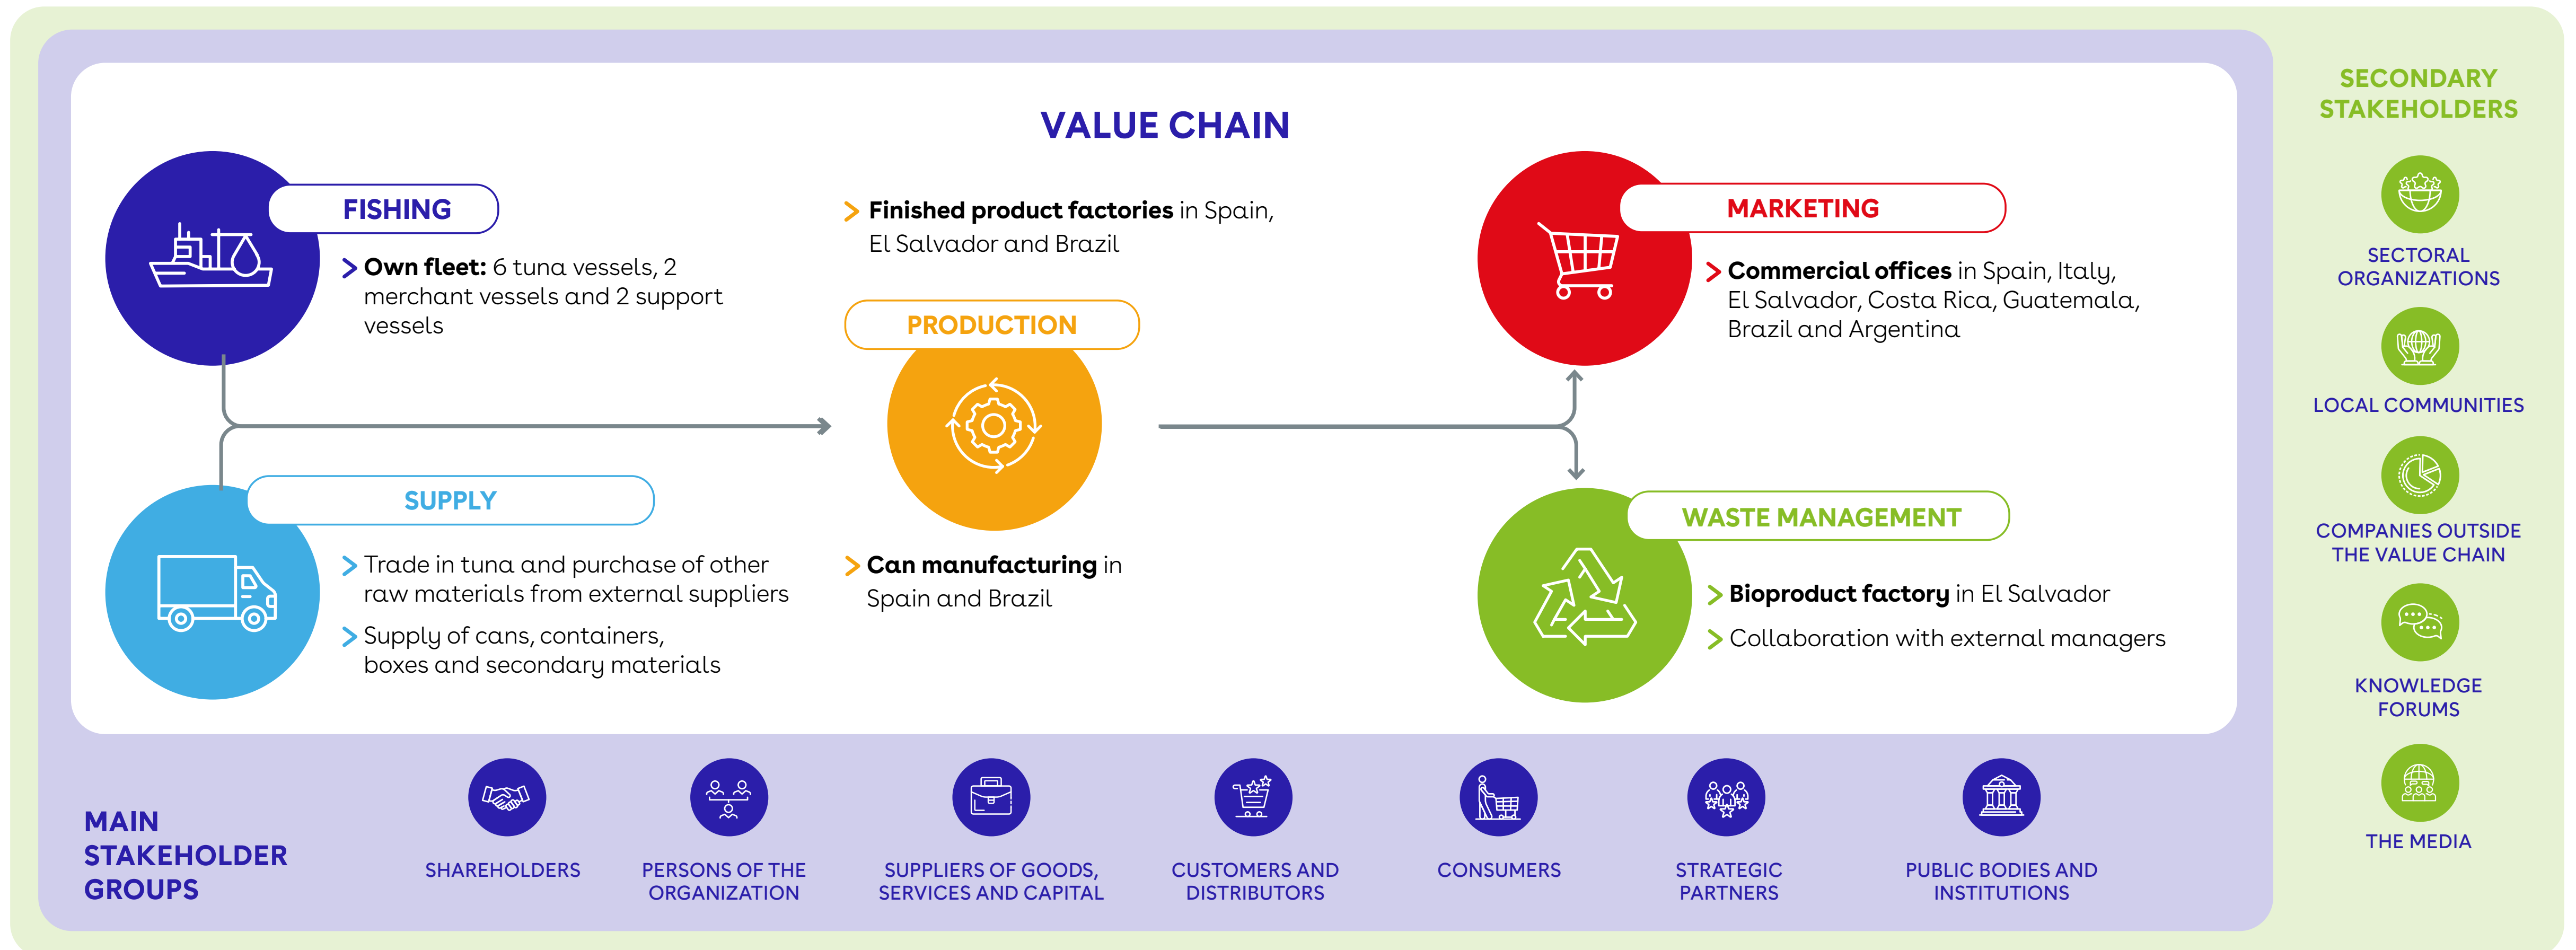 VALUE CHAIN
FISHING
Own fleet: 6 tuna vessels, 2
merchant vessels and 2 support
vessels
SUPPLY
Trade in tuna and purchase of other
raw materials from external suppliers
Supply of cans, containers,
boxes and secondary materials
Finished product factories in Spain,
El Salvador and Brazil
PRODUCTION
Can manufacturing in
Spain and Brazil
MARKETING
Commercial offices in Spain, Italy,
El Salvador, Costa Rica, Guatemala,
Brazil and Argentina
WASTE MANAGEMENT
Bioproduct factory in El Salvador
Collaboration with external managers
MAIN
STAKEHOLDER
GROUPS
SHAREHOLDERS
PERSONS OF THE
ORGANIZATION
SUPPLIERS OF GOODS,
SERVICES AND CAPITAL
CUSTOMERS AND
DISTRIBUTORS
CONSUMERS
STRATEGIC
PARTNERS
PUBLIC BODIES AND
INSTITUTIONS
SECONDARY
STAKEHOLDERS
SECTORAL
ORGANIZATIONS
LOCAL COMMUNITIES
COMPANIES OUTSIDE
THE VALUE CHAIN
KNOWLEDGE
FORUMS
THE MEDIA